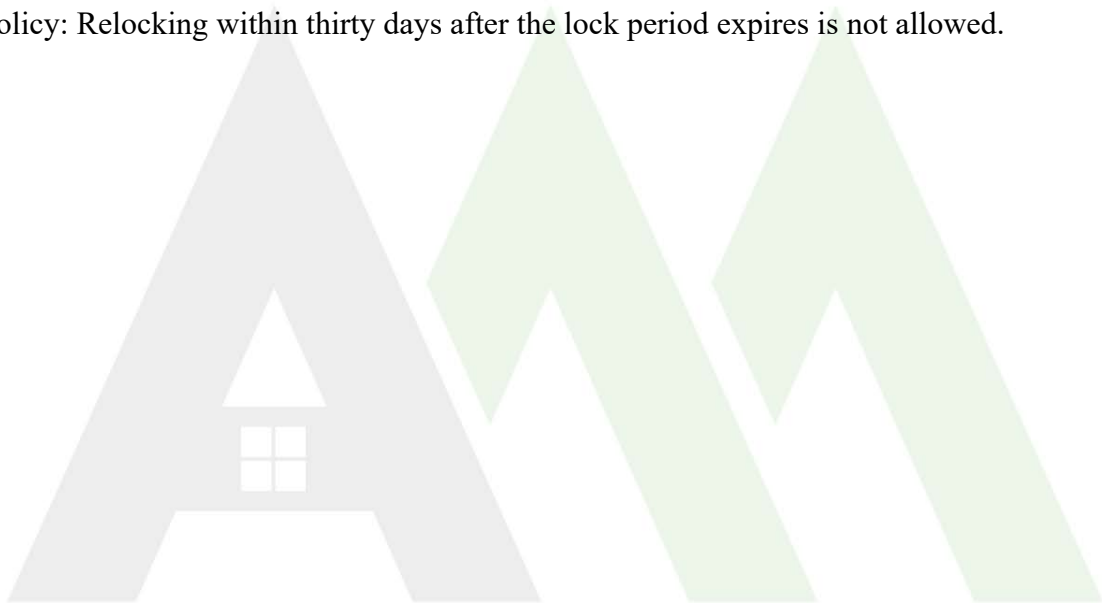 olicy: Relocking within thirty days after the lock period expires is not allowed.